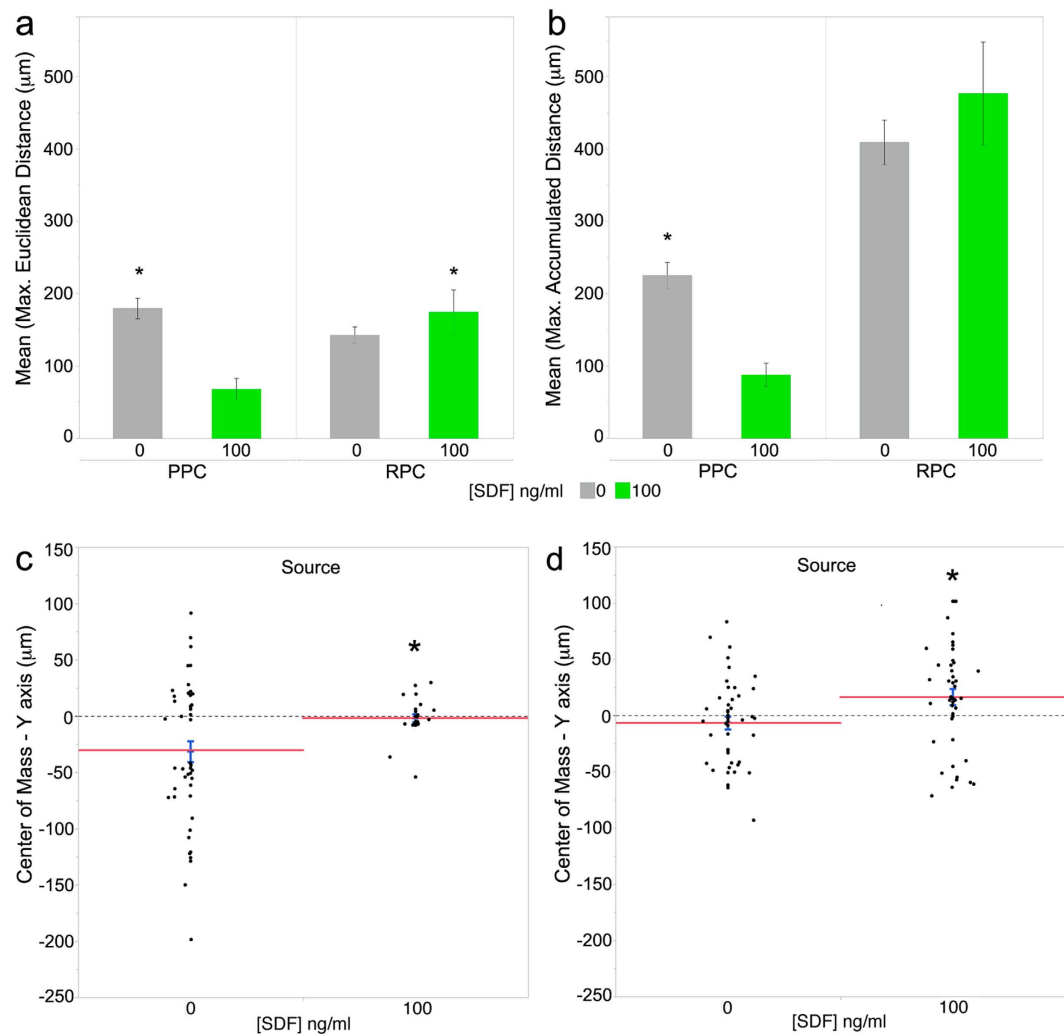 a
Mean (Max. Euclidean Distance (μm)
500
400
300
200
100
0
*
*
0 100 0 100
PPC RPC
b
Mean (Max. Accumulated Distance (μm)
500
400
300
200
100
0
*
0 100 0 100
PPC RPC
[SDF] ng/ml 0 100
c
Center of Mass - Y axis (μm)
150
100
50
0
-50
-100
-150
-200
-250
Source
*
0 100
[SDF] ng/ml
d
Center of Mass - Y axis (μm)
150
100
50
0
-50
-100
-150
-200
-250
Source
*
0 100
[SDF] ng/ml